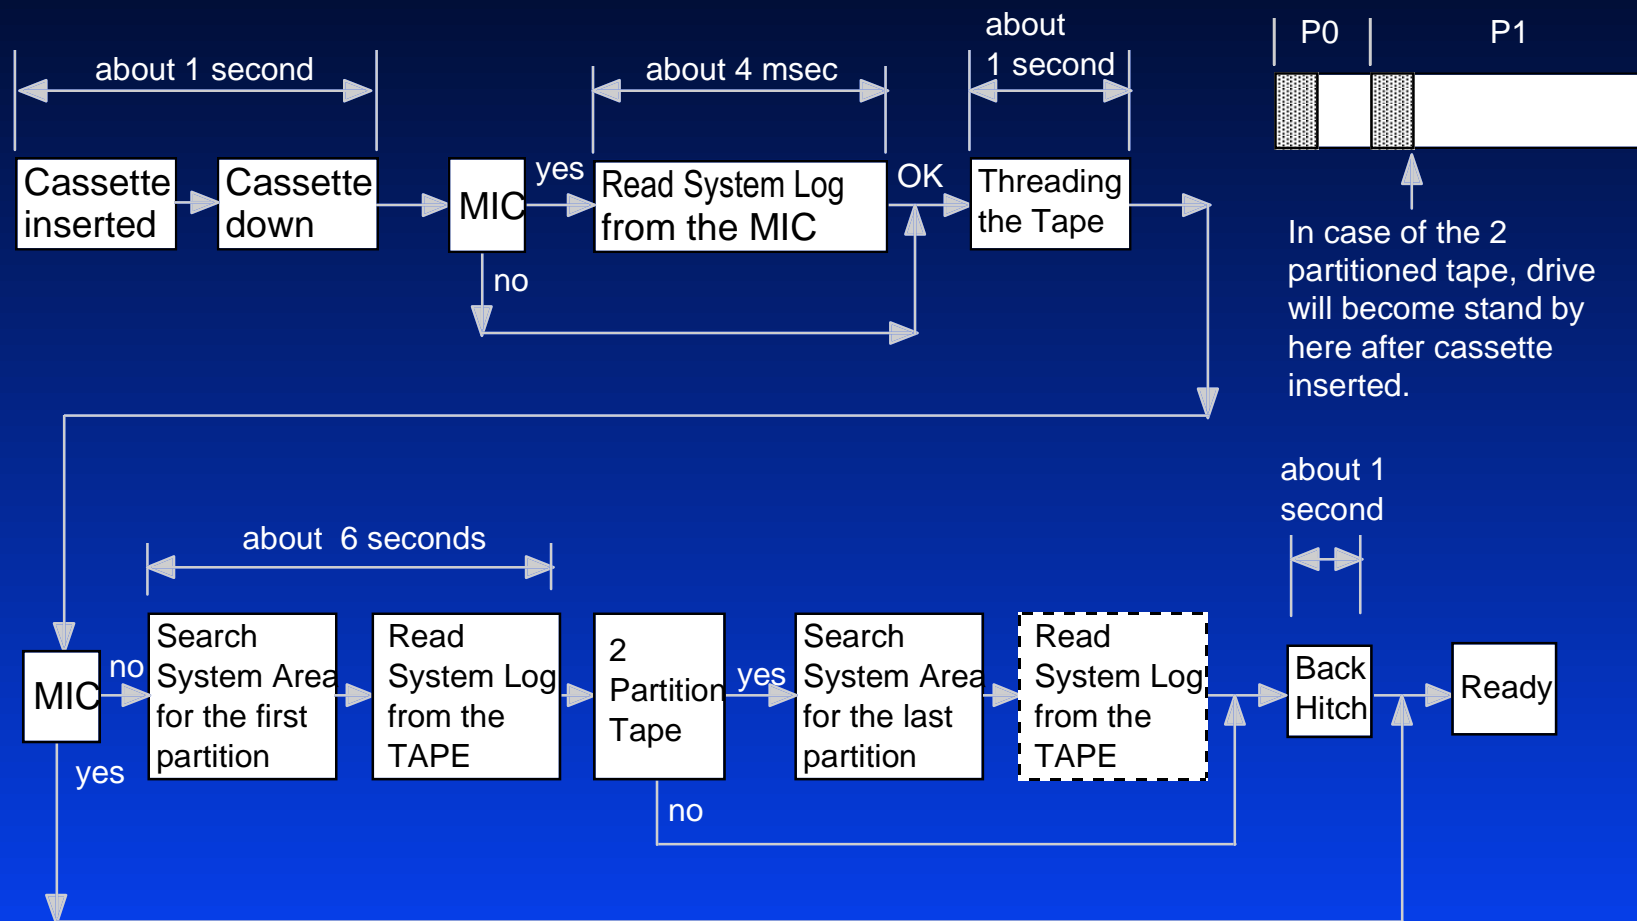 about 1 second
about 4 msec
about
1 second
P0
P1
Cassette
inserted
Cassette
down
MIC
yes
Read System Log
from the MIC
OK
Threading
the Tape
no
In case of the 2
partitioned tape, drive
will become stand by
here after cassette
inserted.
about 6 seconds
about 1
second
MIC
no
Search
System Area
for the first
partition
Read
System Log
from the
TAPE
2
Partition
Tape
yes
Search
System Area
for the last
partition
Read
System Log
from the
TAPE
Back
Hitch
Ready
yes
no